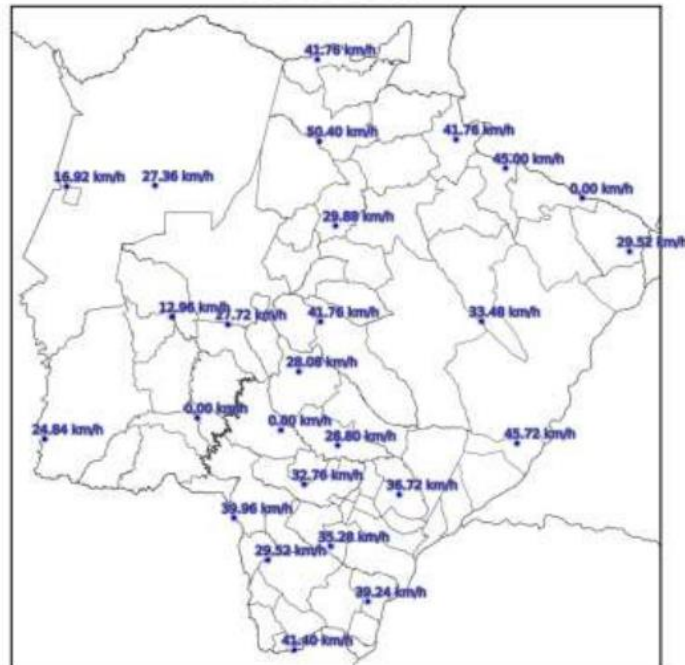 41.76 km/h
50.40 km/h
41.76 km/h
45.00 km/h
16.92 km/h
27.36 km/h
0.00 km/h
29.88 km/h
29.52 km/h
12.96 km/h
27.72 km/h
41.76 km/h
33.48 km/h
28.08 km/h
0.00 km/h
0.00 km/h
24.84 km/h
28.80 km/h
45.72 km/h
32.76 km/h
36.72 km/h
39.96 km/h
35.28 km/h
29.52 km/h
39.24 km/h
41.40 km/h